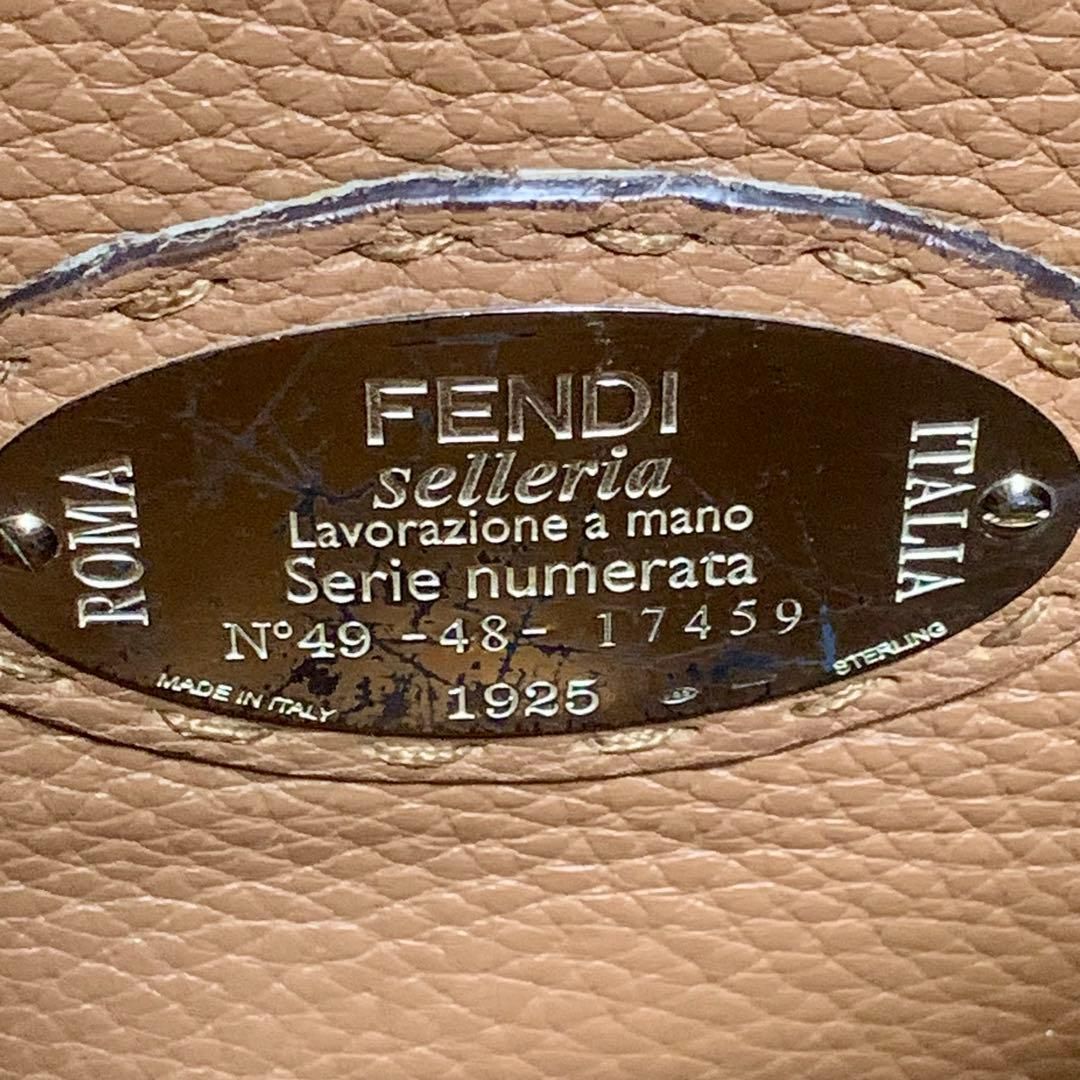 FENDI
selleria
Lavorazione a mano
Serie numerata
N° 49 -48- 17459
1925
ROMA
ITALIA
MADE IN ITALY
STERLING